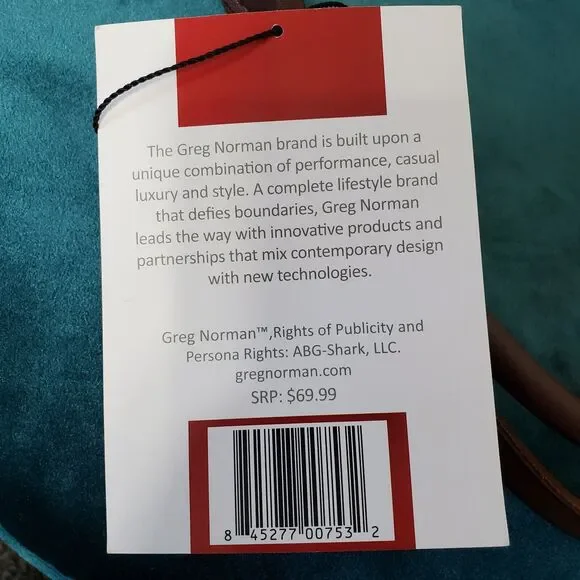 The Greg Norman brand is built upon a
unique combination of performance, casual
luxury and style. A complete lifestyle brand
that defies boundaries, Greg Norman
leads the way with innovative products and
partnerships that mix contemporary design
with new technologies.
Greg Norman™,Rights of Publicity and
Persona Rights: ABG-Shark, LLC.
gregnorman.com
SRP: $69.99
8 45277 00753 2